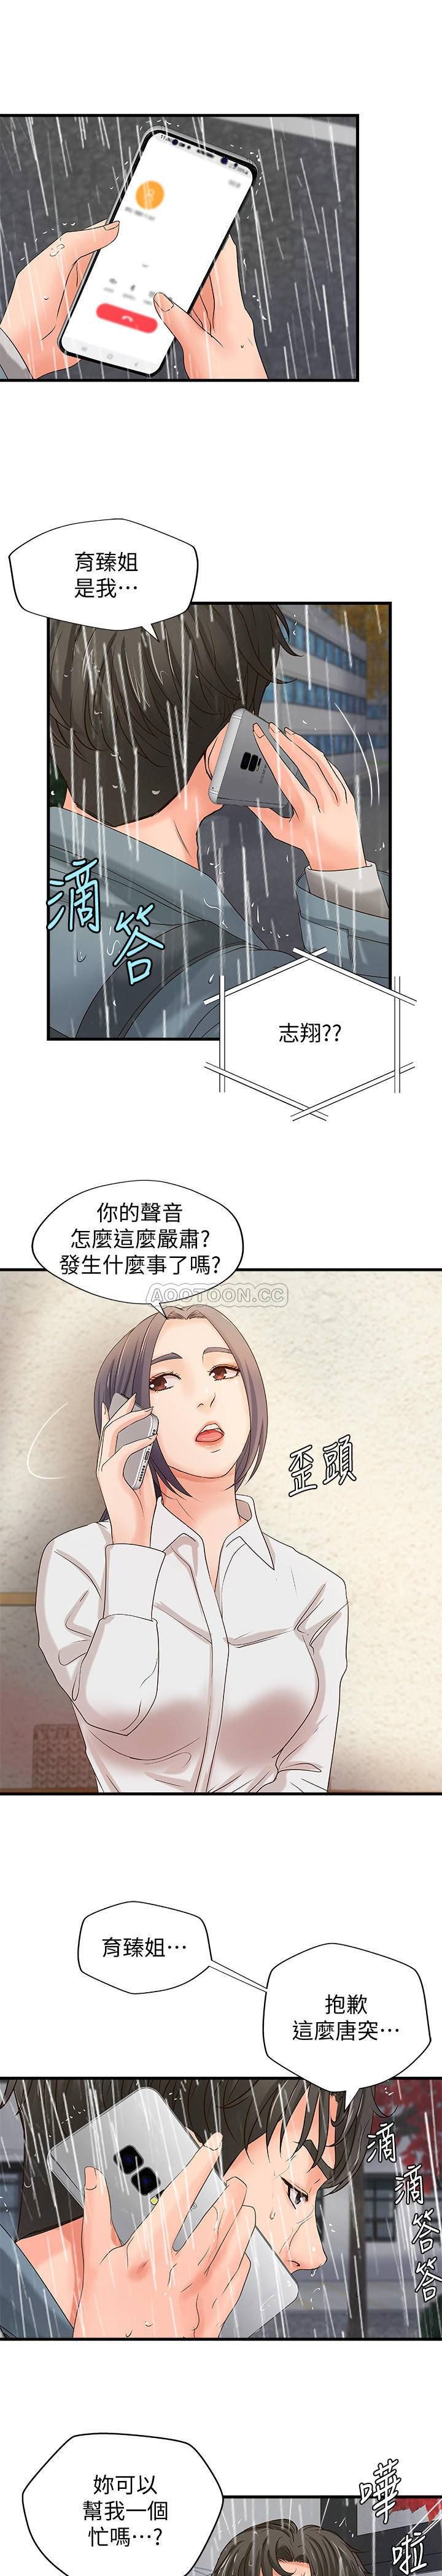 育臻姐
是我…
滴答
志翔??
你的聲音
怎麼這麼嚴肅?
發生什麼事了嗎?
AOOTOON.CC
歪頭
育臻姐…
抱歉
這麼唐突…
滴滴答答
妳可以
幫我一個
忙嗎…?
嘩啦